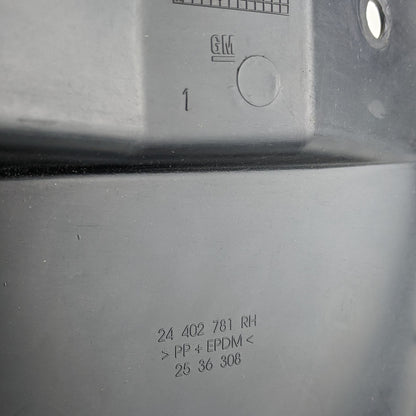 GM
1
24 402 781 RH
> PP + EPDM <
25 36 308